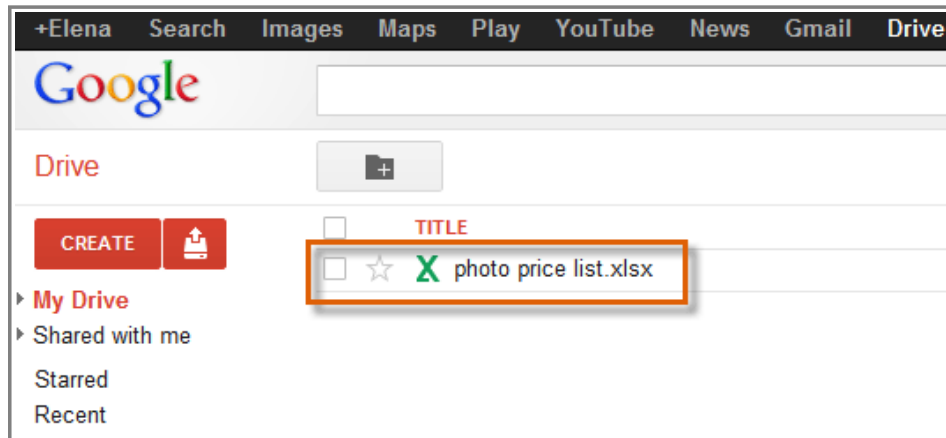 +Elena Search Images Maps Play YouTube News Gmail Drive
Google
Drive
CREATE
TITLE
photo price list.xlsx
My Drive
Shared with me
Starred
Recent